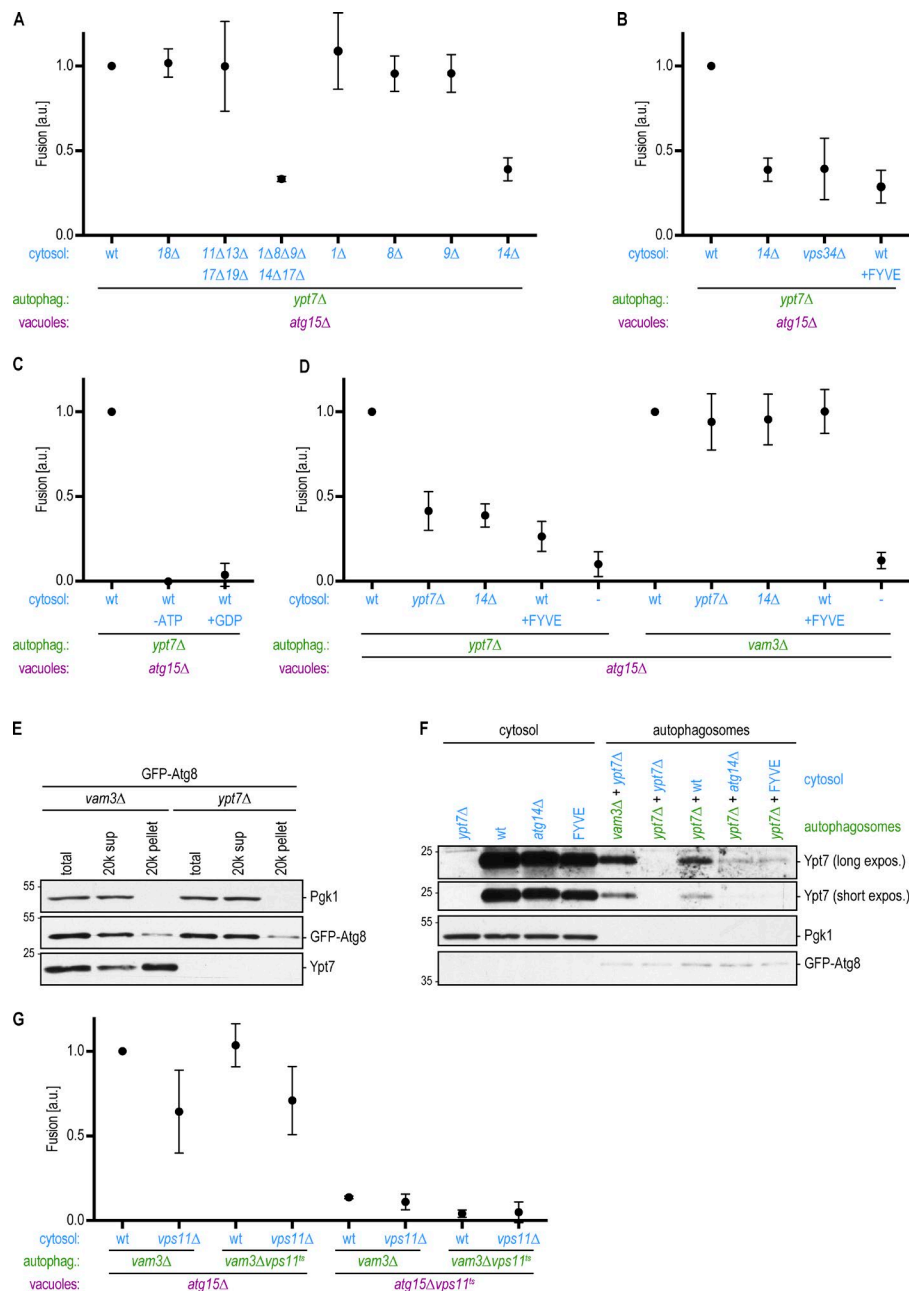 A
Fusion [a.u.]
1.0
0.5
0.0
cytosol: wt 18Δ 11Δ13Δ 1Δ8Δ9Δ 1Δ 8Δ 9Δ 14Δ
17Δ19Δ 14Δ17Δ
autophag.: ypt7Δ
vacuoles: atg15Δ
B
Fusion [a.u.]
1.0
0.5
0.0
cytosol: wt 14Δ vps34Δ wt
+FYVE
autophag.: ypt7Δ
vacuoles: atg15Δ
C
Fusion [a.u.]
1.0
0.5
0.0
cytosol: wt wt wt
-ATP +GDP
autophag.: ypt7Δ
vacuoles: atg15Δ
D
Fusion [a.u.]
1.0
0.5
0.0
cytosol: wt ypt7Δ 14Δ wt - wt ypt7Δ 14Δ wt -
+FYVE +FYVE
autophag.: ypt7Δ vam3Δ
vacuoles: atg15Δ
E
GFP-Atg8
vam3Δ ypt7Δ
total 20k sup 20k pellet total 20k sup 20k pellet
55 Pgk1
55 GFP-Atg8
25 Ypt7
F
cytosol autophagosomes
ypt7Δ wt atg14Δ FYVE vam3Δ + ypt7Δ ypt7Δ + ypt7Δ ypt7Δ + wt ypt7Δ + atg14Δ ypt7Δ + FYVE
cytosol
autophagosomes
25 Ypt7 (long expos.)
25 Ypt7 (short expos.)
55 Pgk1
35 GFP-Atg8
G
Fusion [a.u.]
1.0
0.5
0.0
cytosol: wt vps11Δ wt vps11Δ wt vps11Δ wt vps11Δ
autophag.: vam3Δ vam3Δvps11ts vam3Δ vam3Δvps11ts
vacuoles: atg15Δ atg15Δvps11ts